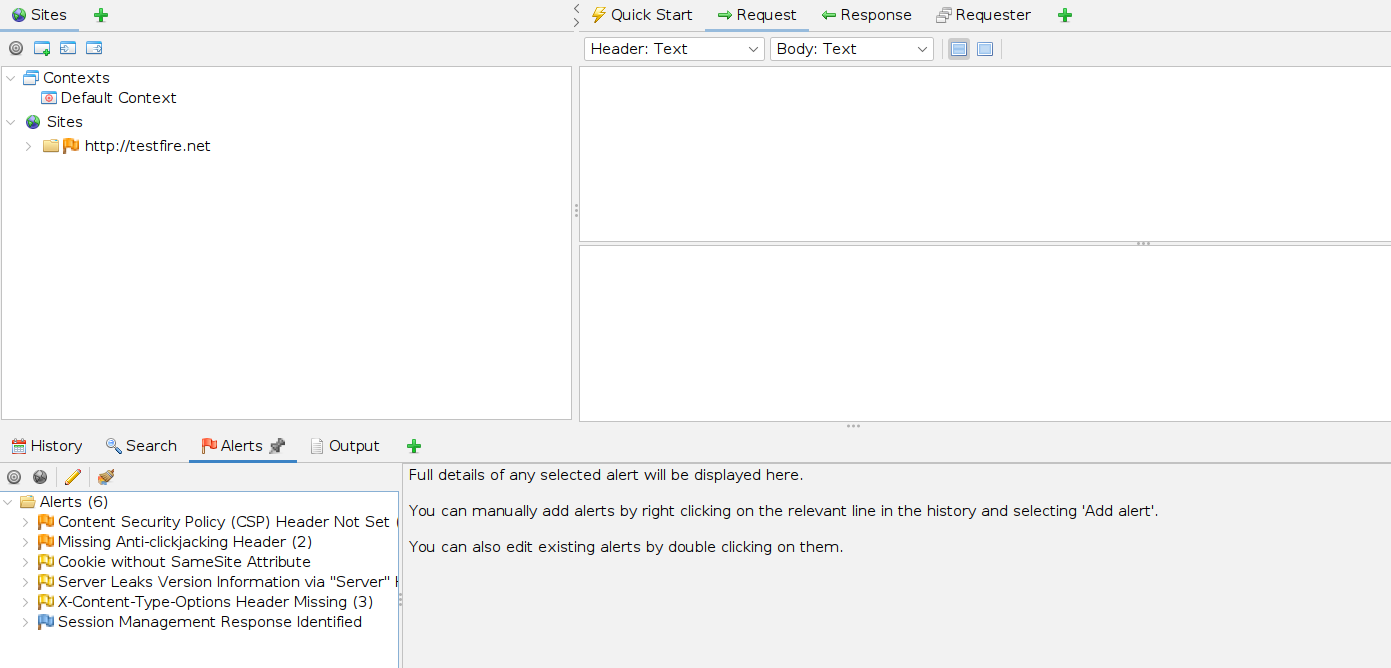 Sites
Quick Start
Request
Response
Requester
Header: Text
Body: Text
Contexts
Default Context
Sites
http://testfire.net
History
Search
Alerts
Output
Alerts (6)
Content Security Policy (CSP) Header Not Set (
Missing Anti-clickjacking Header (2)
Cookie without SameSite Attribute
Server Leaks Version Information via "Server" H
X-Content-Type-Options Header Missing (3)
Session Management Response Identified
Full details of any selected alert will be displayed here.
You can manually add alerts by right clicking on the relevant line in the history and selecting 'Add alert'.
You can also edit existing alerts by double clicking on them.